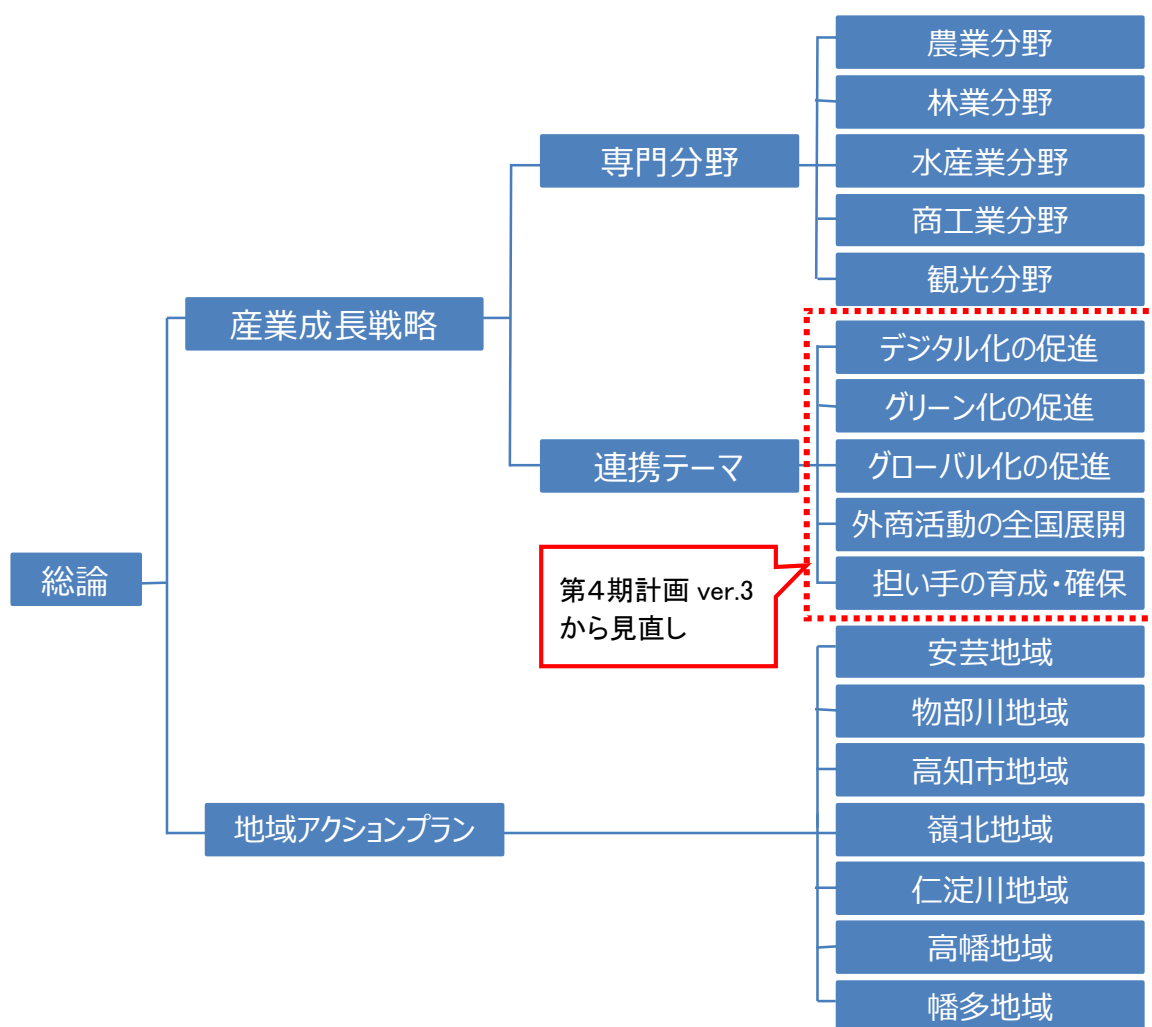 農業分野
林業分野
専門分野
水産業分野
商工業分野
観光分野
産業成長戦略
デジタル化の促進
グリーン化の促進
連携テーマ
グローバル化の促進
外商活動の全国展開
担い手の育成・確保
総論
第4期計画 ver.3
から見直し
安芸地域
物部川地域
高知市地域
地域アクションプラン
嶺北地域
仁淀川地域
高幡地域
幡多地域